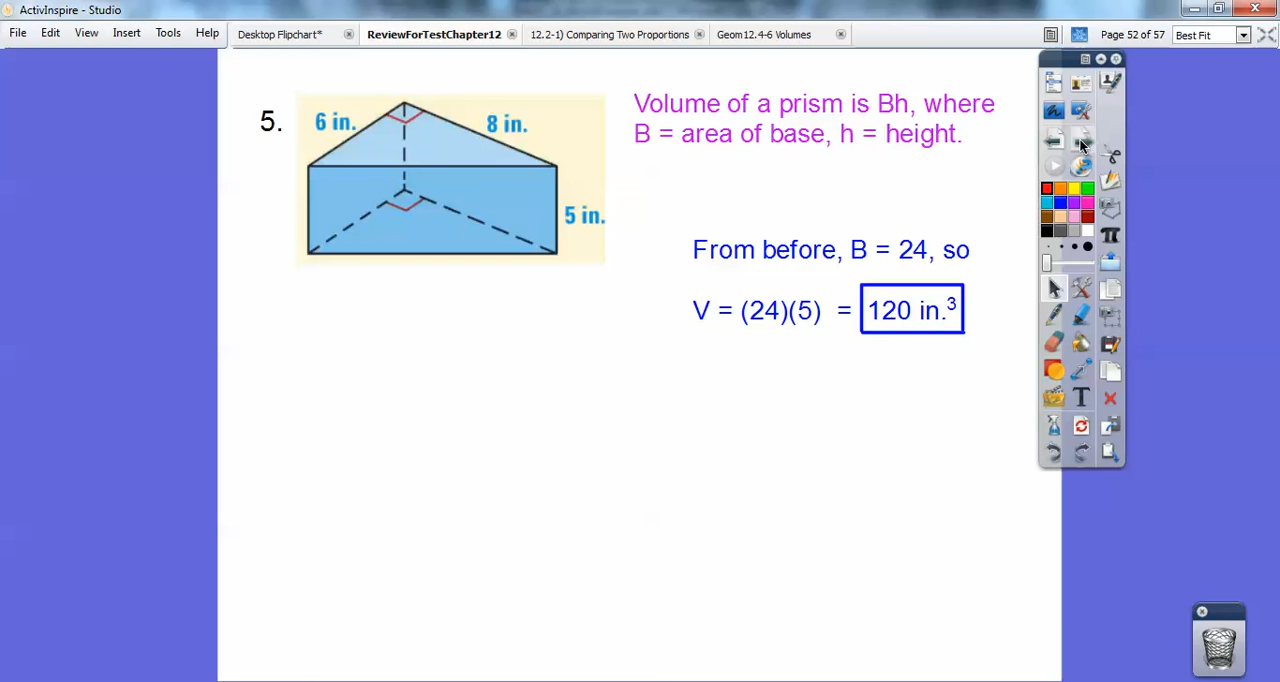 ActivInspire - Studio
File Edit View Insert Tools Help
Desktop Flipchart* ReviewForTestChapter12 12.2-1) Comparing Two Proportions Geom12.4-6 Volumes
Page 52 of 57 Best Fit
5.
6 in.
8 in.
5 in.
Volume of a prism is Bh, where
B = area of base, h = height.
From before, B = 24, so
V = (24)(5) = 120 in.³